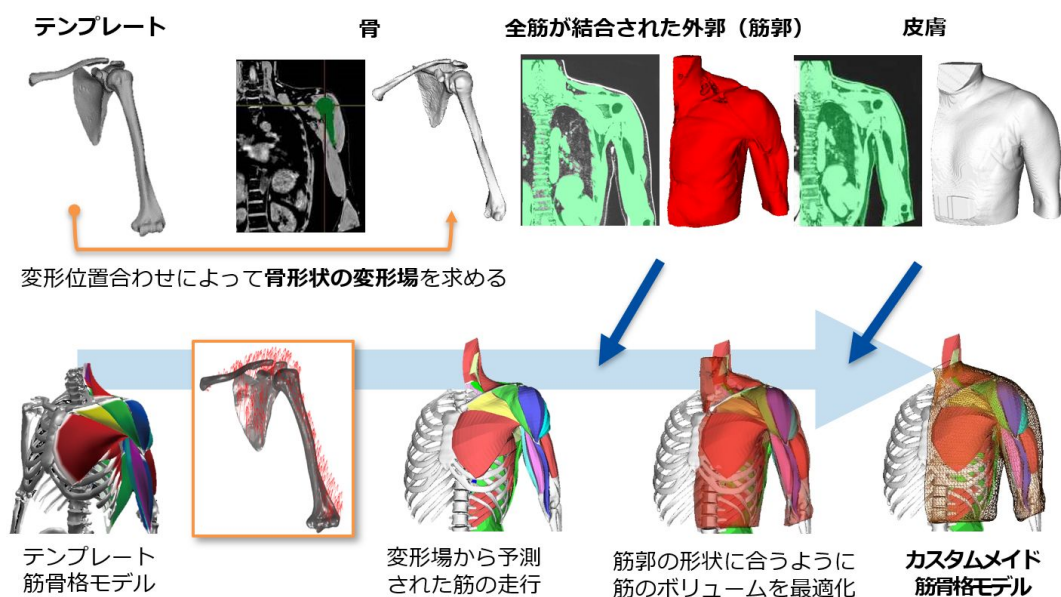 テンプレート
骨
全筋が結合された外郭（筋郭）
皮膚
変形位置合わせによって骨形状の変形場を求める
テンプレート
筋骨格モデル
変形場から予測
された筋の走行
筋郭の形状に合うように
筋のボリュームを最適化
カスタムメイド
筋骨格モデル